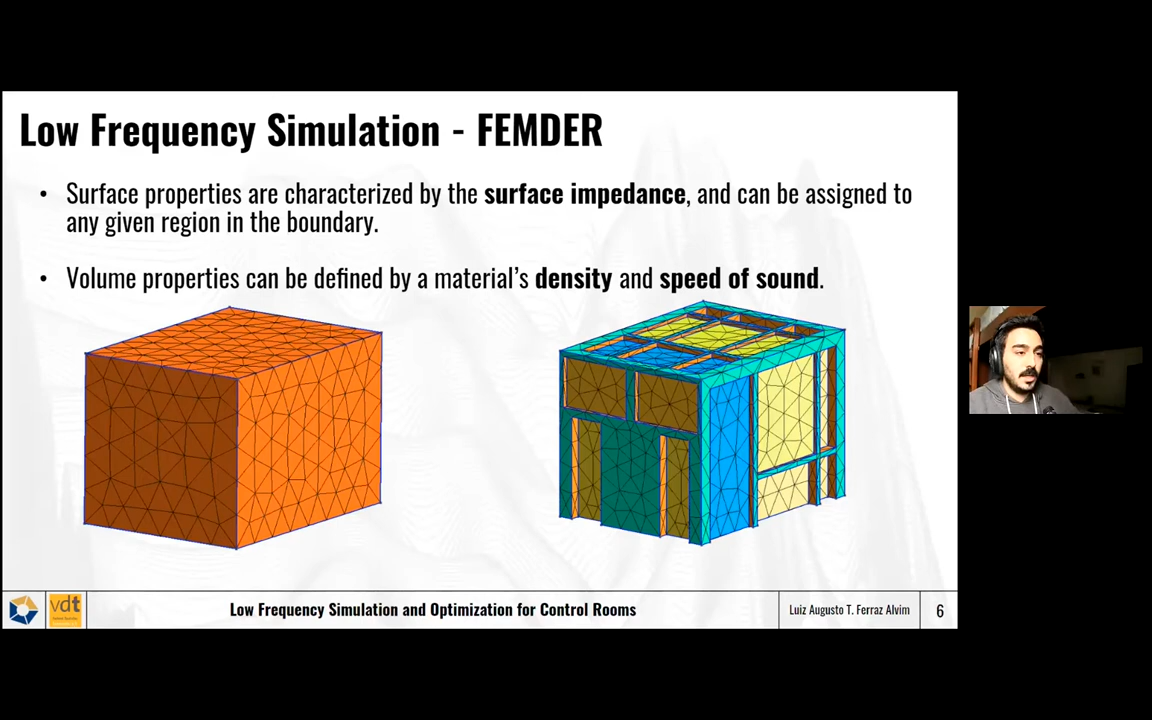 Low Frequency Simulation - FEMDER
• Surface properties are characterized by the surface impedance, and can be assigned to
any given region in the boundary.
• Volume properties can be defined by a material’s density and speed of sound.
vdt
Low Frequency Simulation and Optimization for Control Rooms
Luiz Augusto T. Ferraz Alvim
6